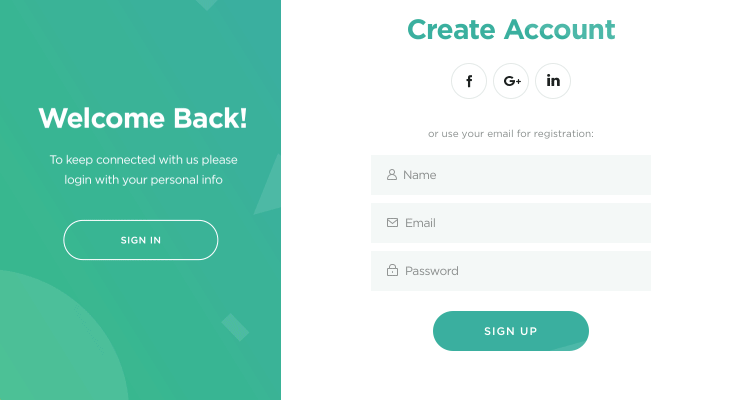 Welcome Back!
To keep connected with us please
login with your personal info
SIGN IN
Create Account
f
G+
in
or use your email for registration:
Name
Email
Password
SIGN UP